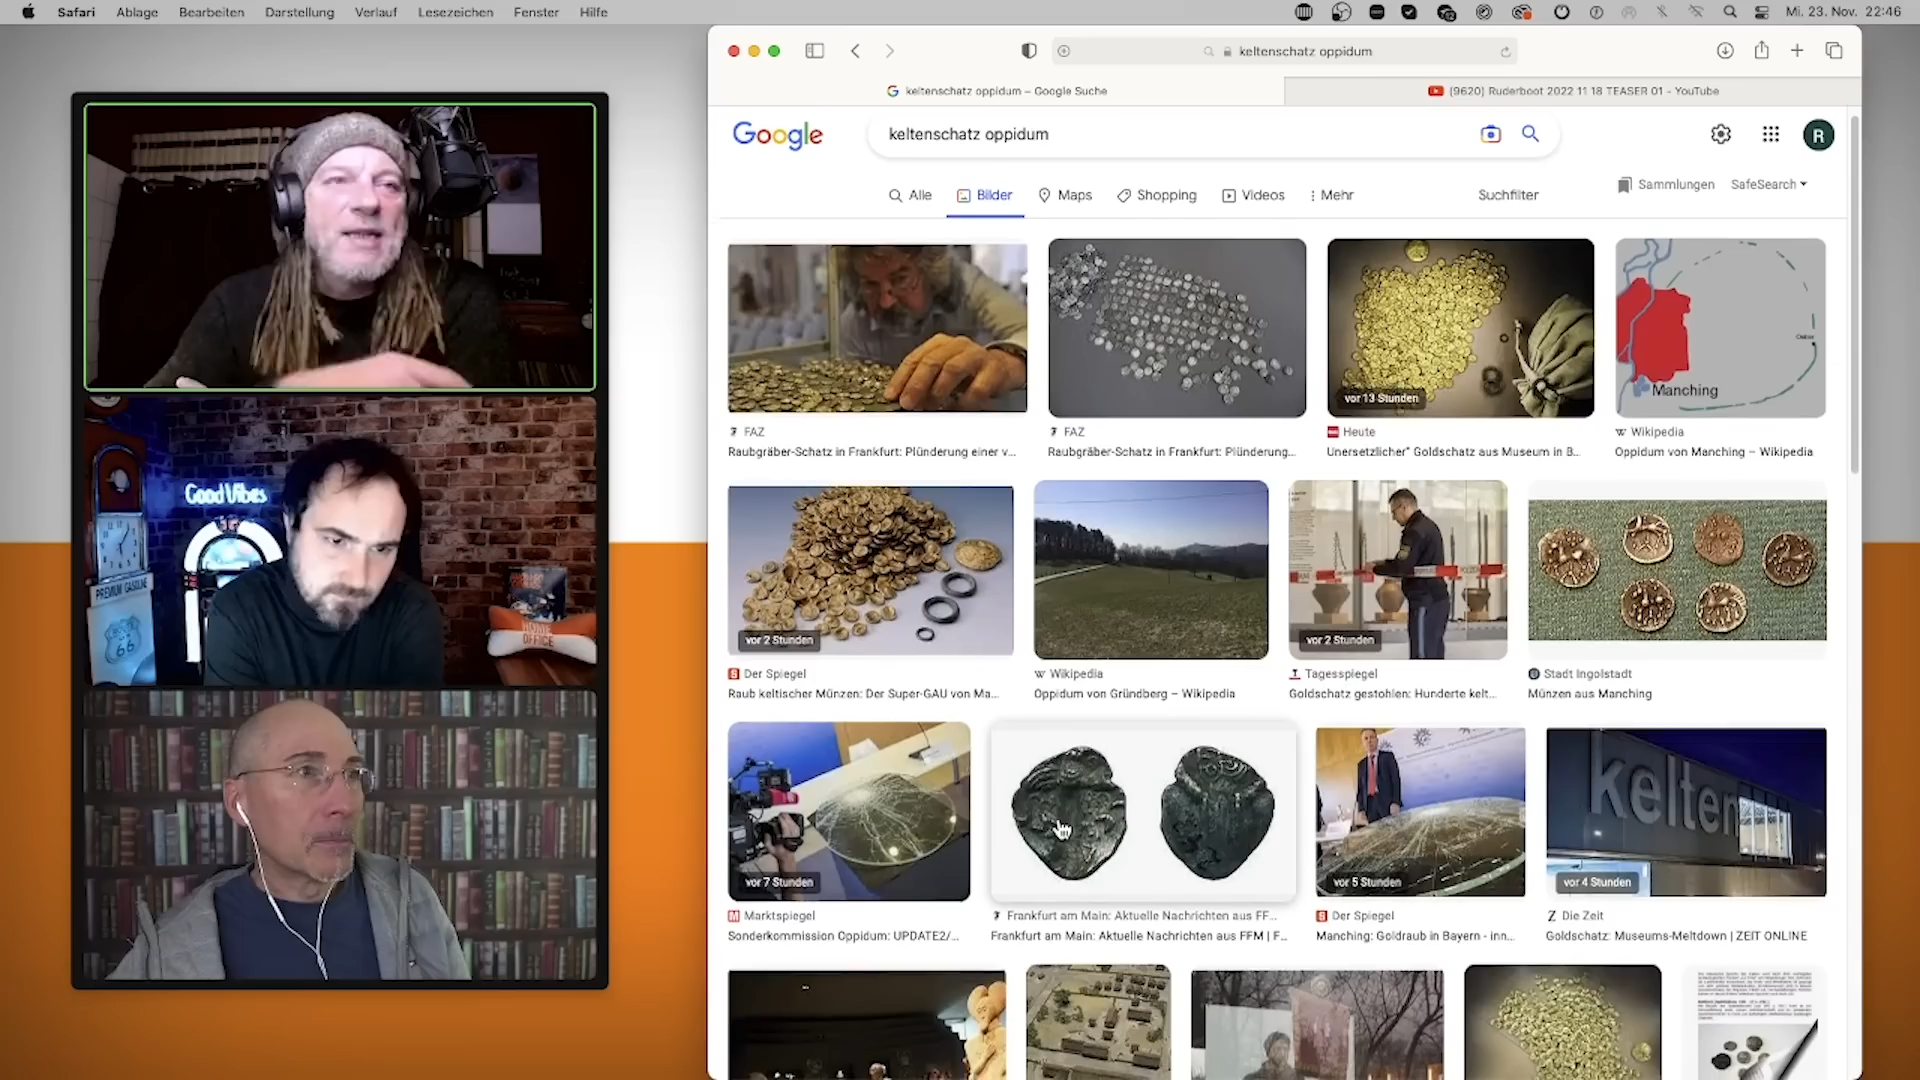 Safari Ablage Bearbeiten Darstellung Verlauf Lesezeichen Fenster Hilfe
Mi. 23. Nov. 22:46
keltenschatz oppidum
keltenschatz oppidum – Google Suche
(9620) Ruderboot 2022 11 18 TEASER 01 - YouTube
Google
keltenschatz oppidum
R
Alle Bilder Maps Shopping Videos Mehr
Suchfilter
Sammlungen SafeSearch
Manching
vor 13 Stunden
FAZ
Raubgräber-Schatz in Frankfurt: Plünderung einer v...
FAZ
Raubgräber-Schatz in Frankfurt: Plünderung...
Heute
Unersetzlicher" Goldschatz aus Museum in B...
Wikipedia
Oppidum von Manching – Wikipedia
Good Vibes
PREMIUM GASOLINE
66
HOME
OFFICE
vor 2 Stunden
vor 2 Stunden
Der Spiegel
Raub keltischer Münzen: Der Super-GAU von Ma...
Wikipedia
Oppidum von Gründberg – Wikipedia
Tagesspiegel
Goldschatz gestohlen: Hunderte kelt...
Stadt Ingolstadt
Münzen aus Manching
kelten
vor 7 Stunden
vor 5 Stunden
vor 4 Stunden
Marktspiegel
Sonderkommission Oppidum: UPDATE2/...
Frankfurt am Main: Aktuelle Nachrichten aus FF...
Frankfurt am Main: Aktuelle Nachrichten aus FFM | F...
Der Spiegel
Manching: Goldraub in Bayern - inn...
Die Zeit
Goldschatz: Museums-Meltdown | ZEIT ONLINE